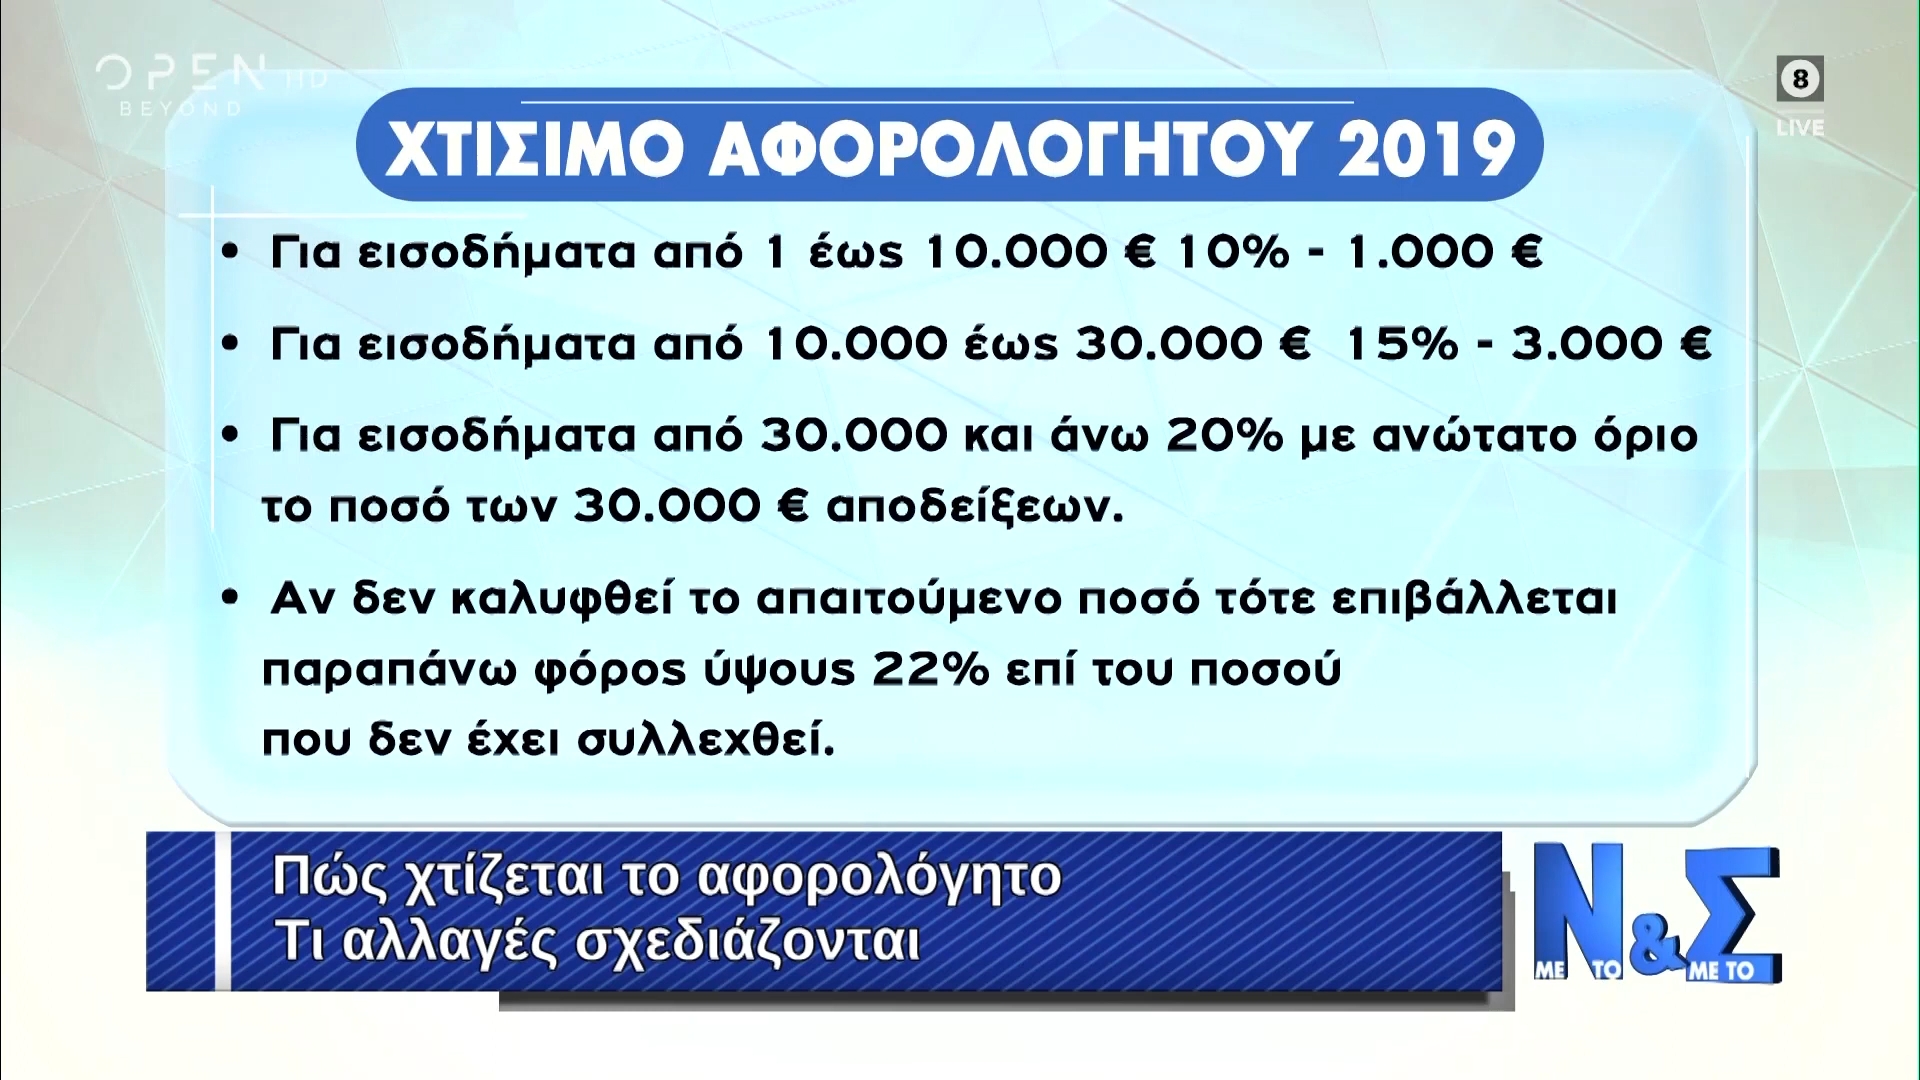 OPEN HD
BEYOND
8
LIVE
ΧΤΙΣΙΜΟ ΑΦΟΡΟΛΟΓΗΤΟΥ 2019
• Για εισοδήματα από 1 έως 10.000 € 10% - 1.000 €
• Για εισοδήματα από 10.000 έως 30.000 € 15% - 3.000 €
• Για εισοδήματα από 30.000 και άνω 20% με ανώτατο όριο
το ποσό των 30.000 € αποδείξεων.
• Αν δεν καλυφθεί το απαιτούμενο ποσό τότε επιβάλλεται
παραπάνω φόρος ύψους 22% επί του ποσού
που δεν έχει συλλεχθεί.
Πώς χτίζεται το αφορολόγητο
Τι αλλαγές σχεδιάζονται
ΜΕ ΤΟ Ν & ΜΕ ΤΟ Σ